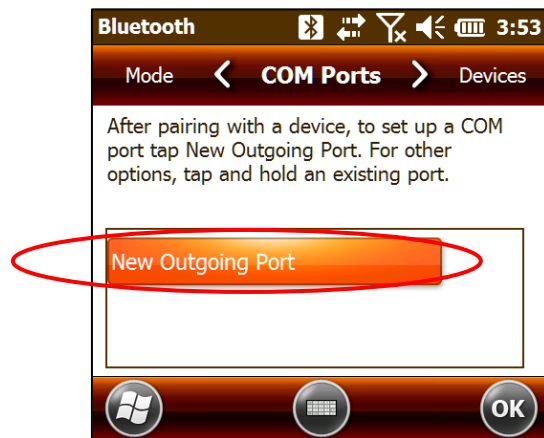 Bluetooth 3:53
Mode COM Ports Devices
After pairing with a device, to set up a COM
port tap New Outgoing Port. For other
options, tap and hold an existing port.
New Outgoing Port
OK